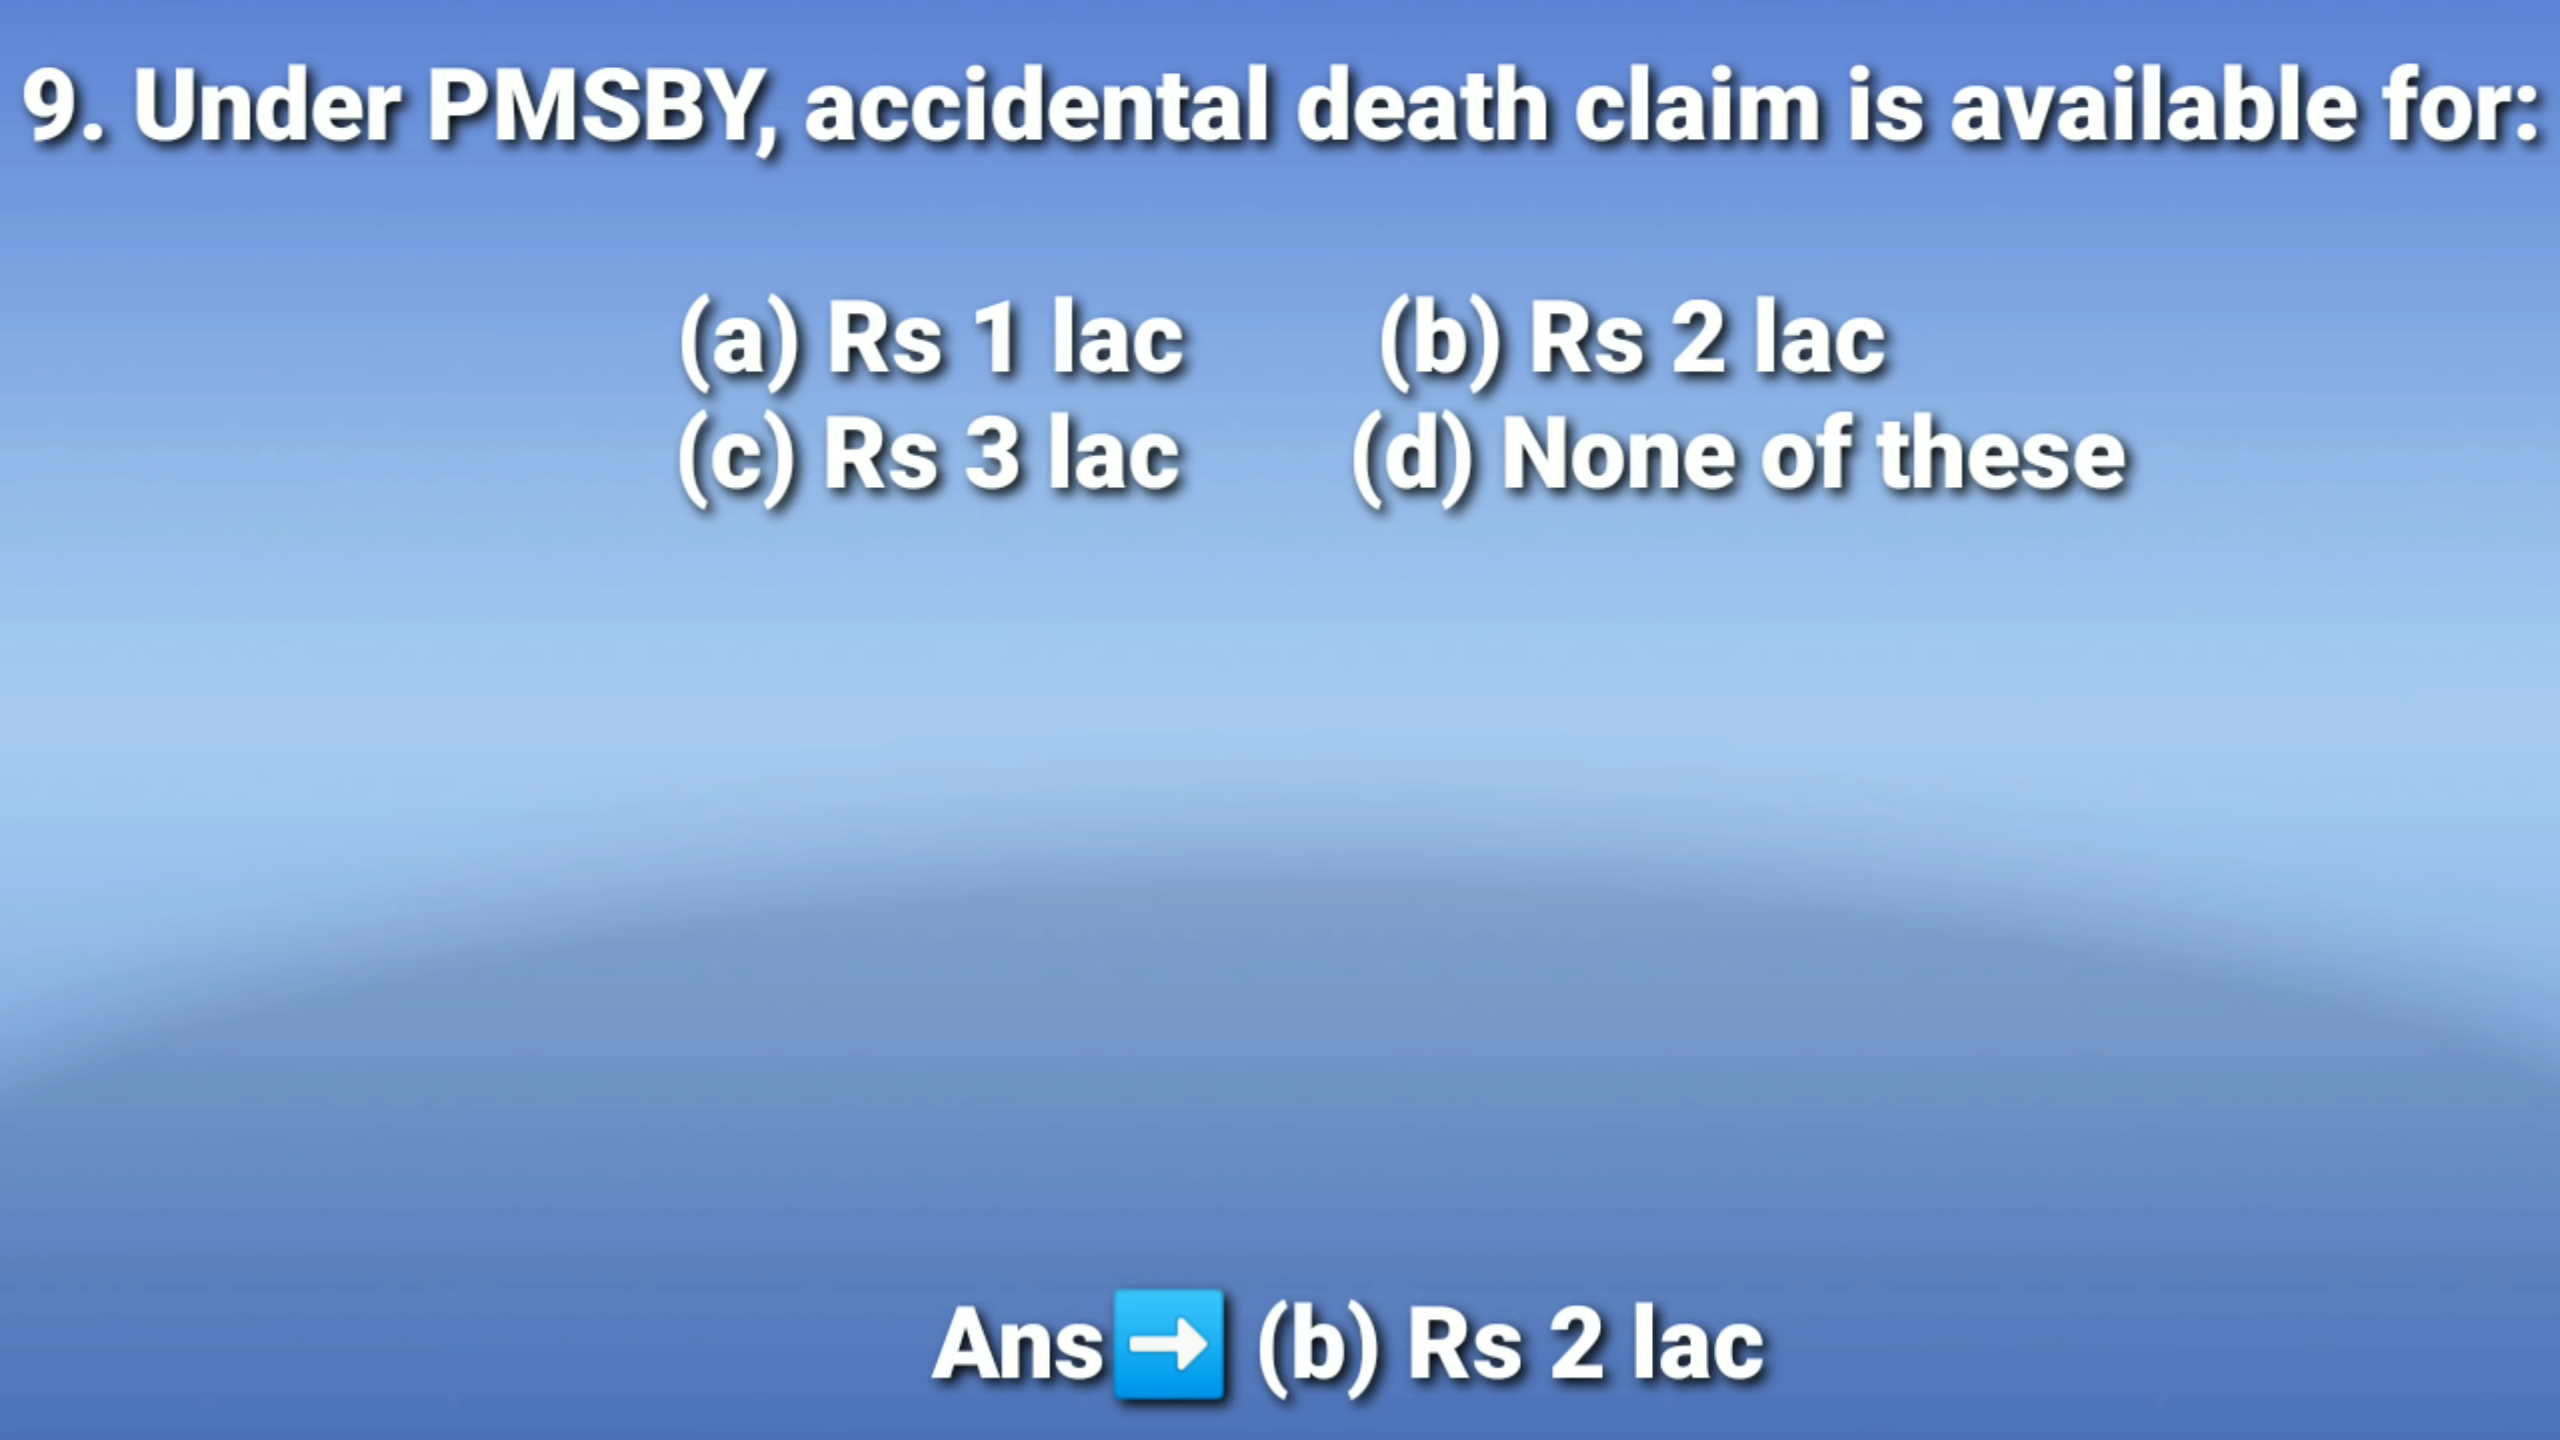 9. Under PMSBY, accidental death claim is available for:
(a) Rs 1 lac (b) Rs 2 lac
(c) Rs 3 lac (d) None of these
Ans➡️ (b) Rs 2 lac